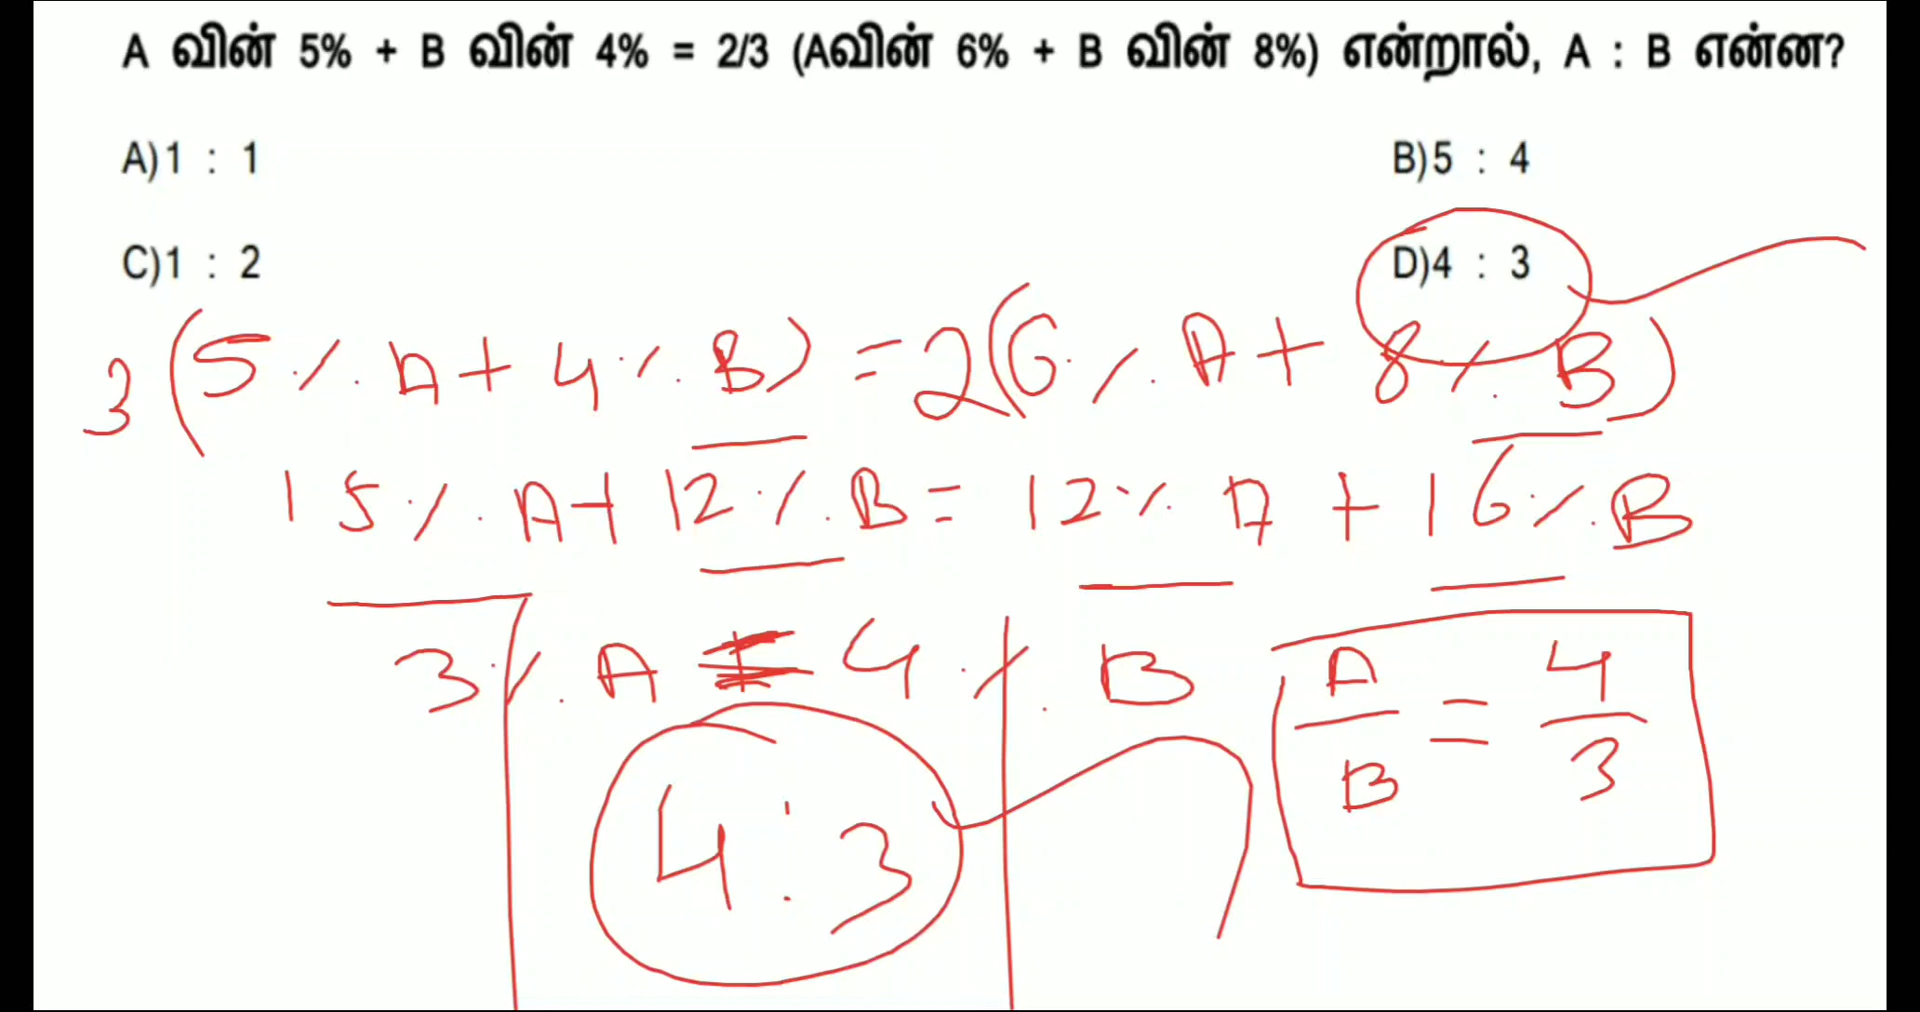 A வின் 5% + B வின் 4% = 2/3 (Aவின் 6% + B வின் 8%) என்றால், A : B என்ன?
A)1 : 1
B)5 : 4
C)1 : 2
D)4 : 3
3(5%.A+4%.B)=2(6%.A+8%.B)
15%.A+12%.B=12%A+16%.B
3%.A=4%.B
A/B = 4/3
4:3